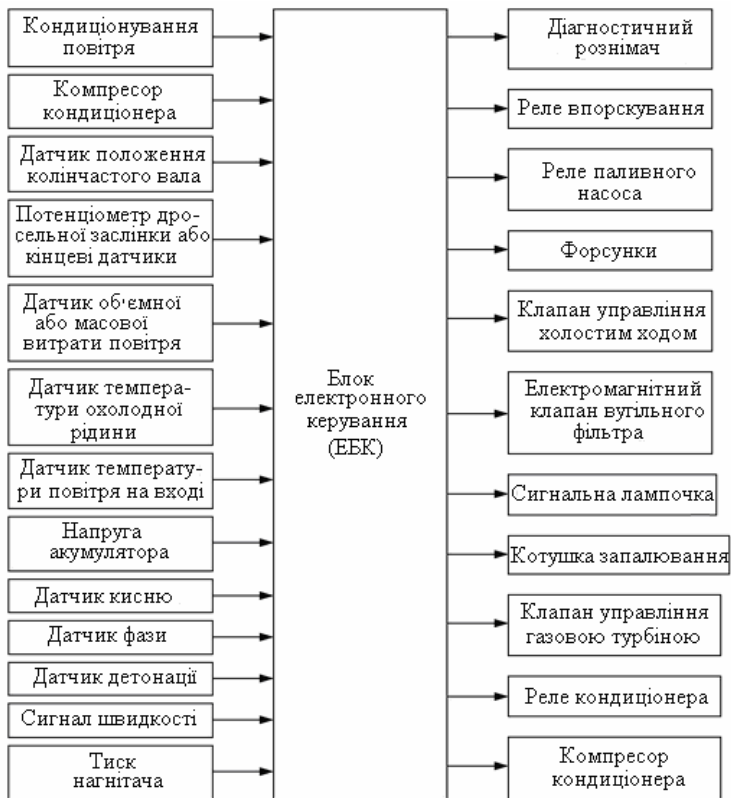 Кондиціонування
повітря
Компресор
кондиціонера
Датчик положення
колінчастого вала
Потенціометр дро-
сельної заслінки або
кінцеві датчики
Датчик об'ємної
або масової
витрати повітря
Датчик темпера-
тури охолодної
рідини
Датчик температу-
ри повітря на вході
Напруга
акумулятора
Датчик кисню
Датчик фази
Датчик детонації
Сигнал швидкості
Тиск
нагнітача
Блок
електронного
керування
(ЕБК)
Діагностичний
рознімач
Реле впорскування
Реле паливного
насоса
Форсунки
Клапан управління
холостим ходом
Електромагнітний
клапан вугільного
фільтра
Сигнальна лампочка
Котушка запалювання
Клапан управління
газовою турбіною
Реле кондиціонера
Компресор
кондиціонера